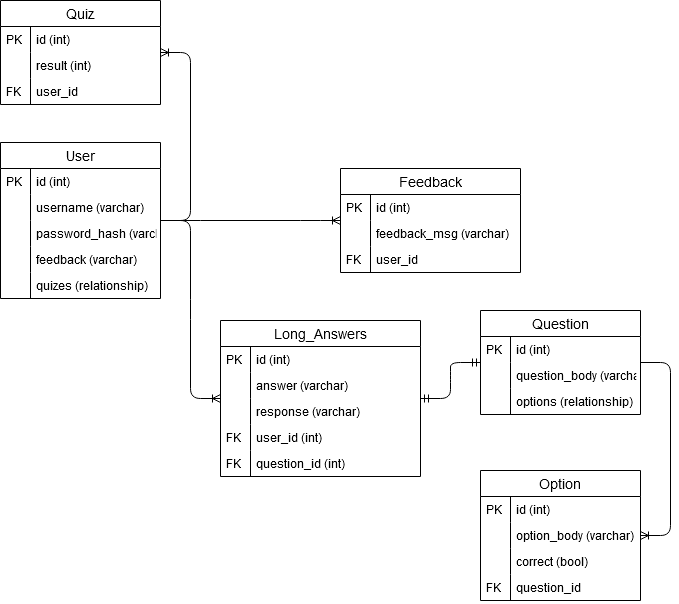 Quiz
PK id (int)
result (int)
FK user_id
User
PK id (int)
username (varchar)
password_hash (varcl
feedback (varchar)
quizes (relationship)
Feedback
PK id (int)
feedback_msg (varchar)
FK user_id
Long_Answers
PK id (int)
answer (varchar)
response (varchar)
FK user_id (int)
FK question_id (int)
Question
PK id (int)
question_body (varcha
options (relationship)
Option
PK id (int)
option_body (varchar)
correct (bool)
FK question_id